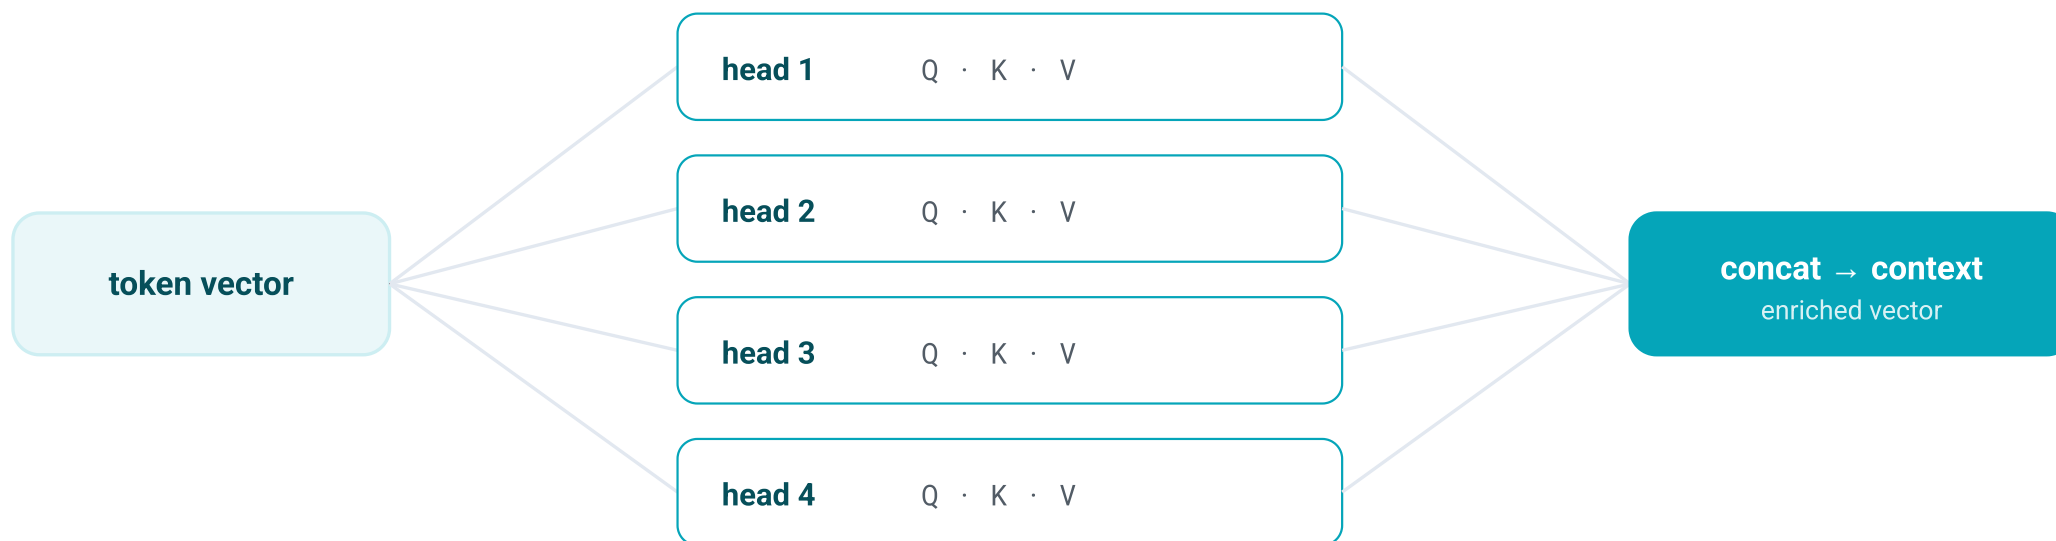 token vector
head 1 Q · K · V
head 2 Q · K · V
head 3 Q · K · V
head 4 Q · K · V
concat → context
enriched vector